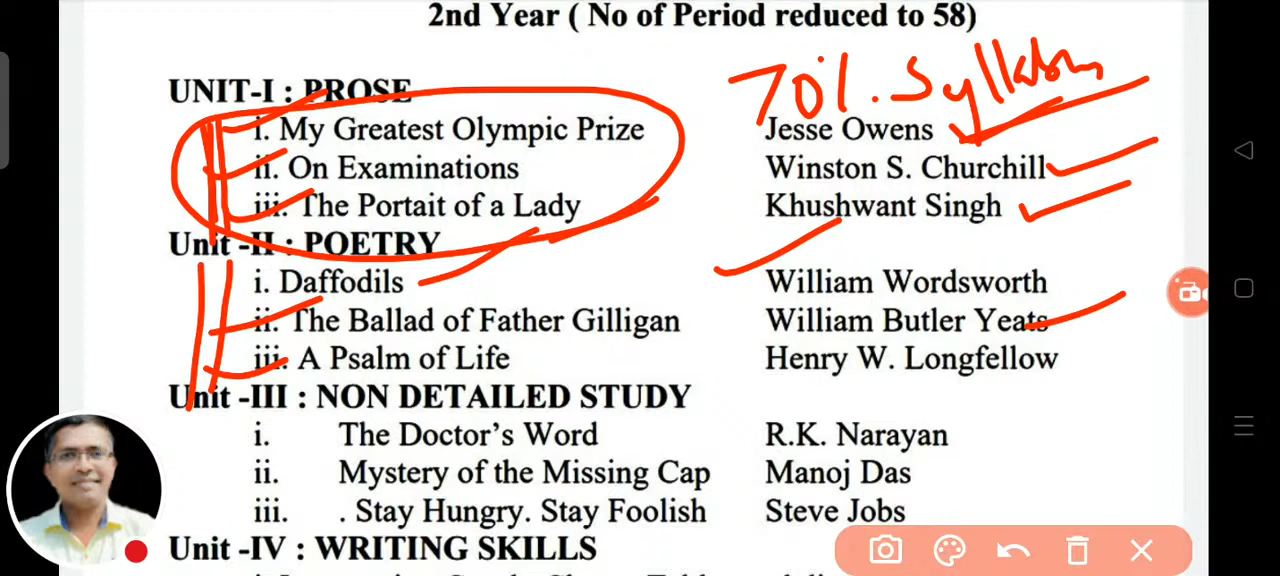 2nd Year ( No of Period reduced to 58)
70%. Syllabus
UNIT-I : PROSE
i. My Greatest Olympic Prize Jesse Owens
ii. On Examinations Winston S. Churchill
iii. The Portait of a Lady Khushwant Singh
Unit -II : POETRY
i. Daffodils William Wordsworth
ii. The Ballad of Father Gilligan William Butler Yeats
iii. A Psalm of Life Henry W. Longfellow
Unit -III : NON DETAILED STUDY
i. The Doctor’s Word R.K. Narayan
ii. Mystery of the Missing Cap Manoj Das
iii. . Stay Hungry. Stay Foolish Steve Jobs
Unit -IV : WRITING SKILLS